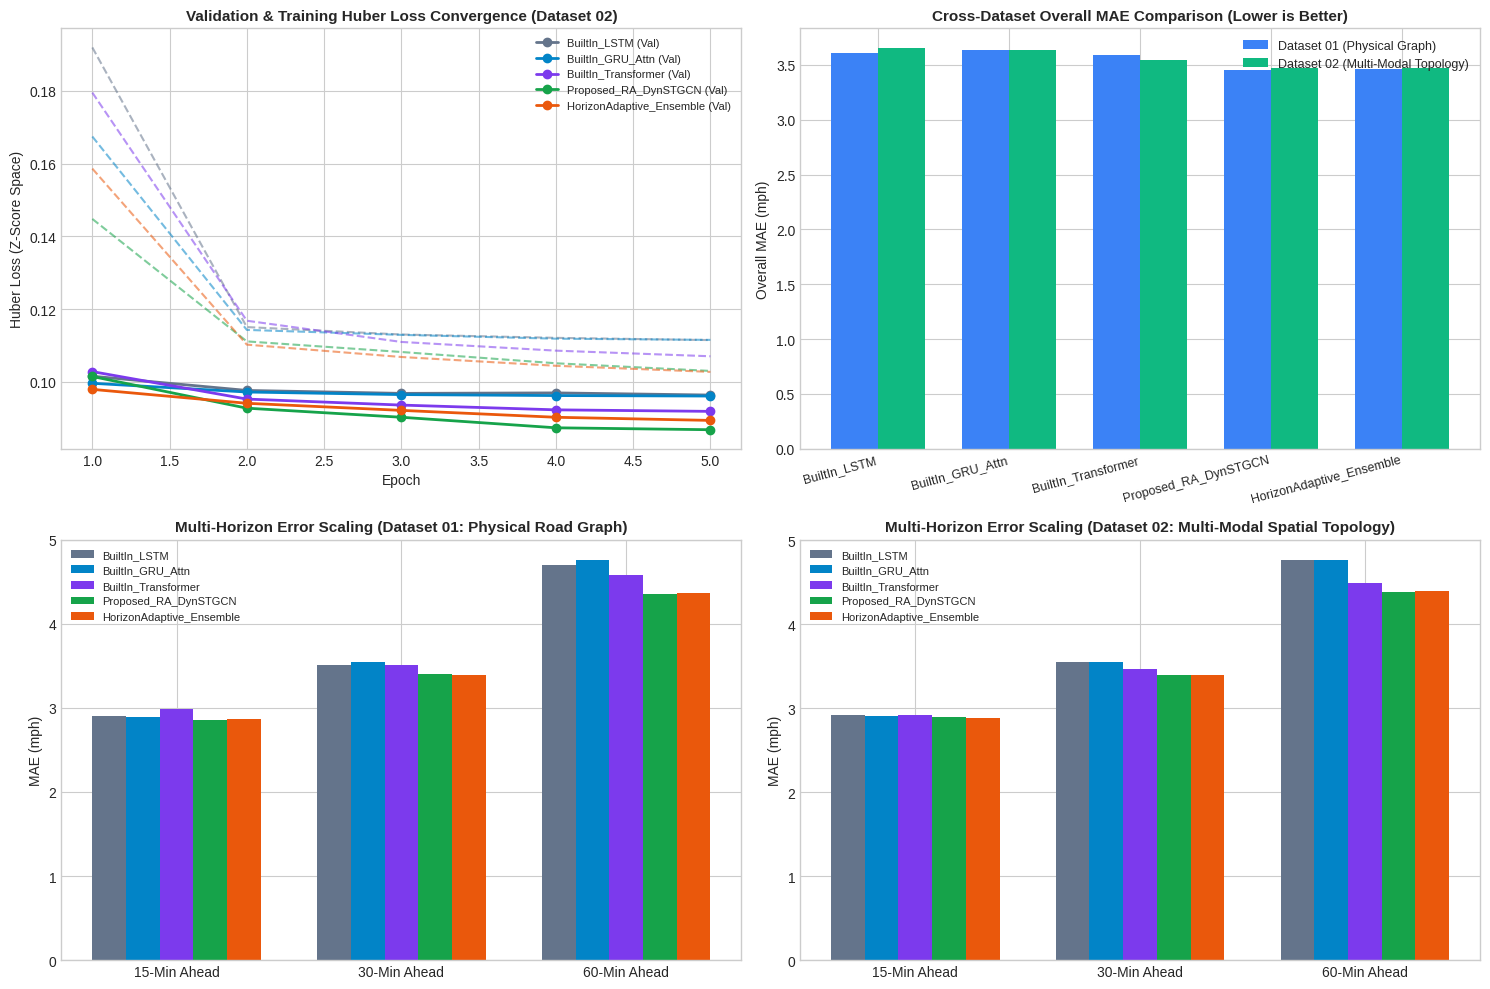 Validation & Training Huber Loss Convergence (Dataset 02)
Huber Loss (Z-Score Space)
0.18
0.16
0.14
0.12
0.10
BuiltIn_LSTM (Val)
BuiltIn_GRU_Attn (Val)
BuiltIn_Transformer (Val)
Proposed_RA_DynSTGCN (Val)
HorizonAdaptive_Ensemble (Val)
1.0 1.5 2.0 2.5 3.0 3.5 4.0 4.5 5.0
Epoch
Cross-Dataset Overall MAE Comparison (Lower is Better)
Overall MAE (mph)
3.5
3.0
2.5
2.0
1.5
1.0
0.5
0.0
Dataset 01 (Physical Graph)
Dataset 02 (Multi-Modal Topology)
BuiltIn_LSTM
BuiltIn_GRU_Attn
BuiltIn_Transformer
Proposed_RA_DynSTGCN
HorizonAdaptive_Ensemble
Multi-Horizon Error Scaling (Dataset 01: Physical Road Graph)
MAE (mph)
5
4
3
2
1
0
BuiltIn_LSTM
BuiltIn_GRU_Attn
BuiltIn_Transformer
Proposed_RA_DynSTGCN
HorizonAdaptive_Ensemble
15-Min Ahead 30-Min Ahead 60-Min Ahead
Multi-Horizon Error Scaling (Dataset 02: Multi-Modal Spatial Topology)
MAE (mph)
5
4
3
2
1
0
BuiltIn_LSTM
BuiltIn_GRU_Attn
BuiltIn_Transformer
Proposed_RA_DynSTGCN
HorizonAdaptive_Ensemble
15-Min Ahead 30-Min Ahead 60-Min Ahead